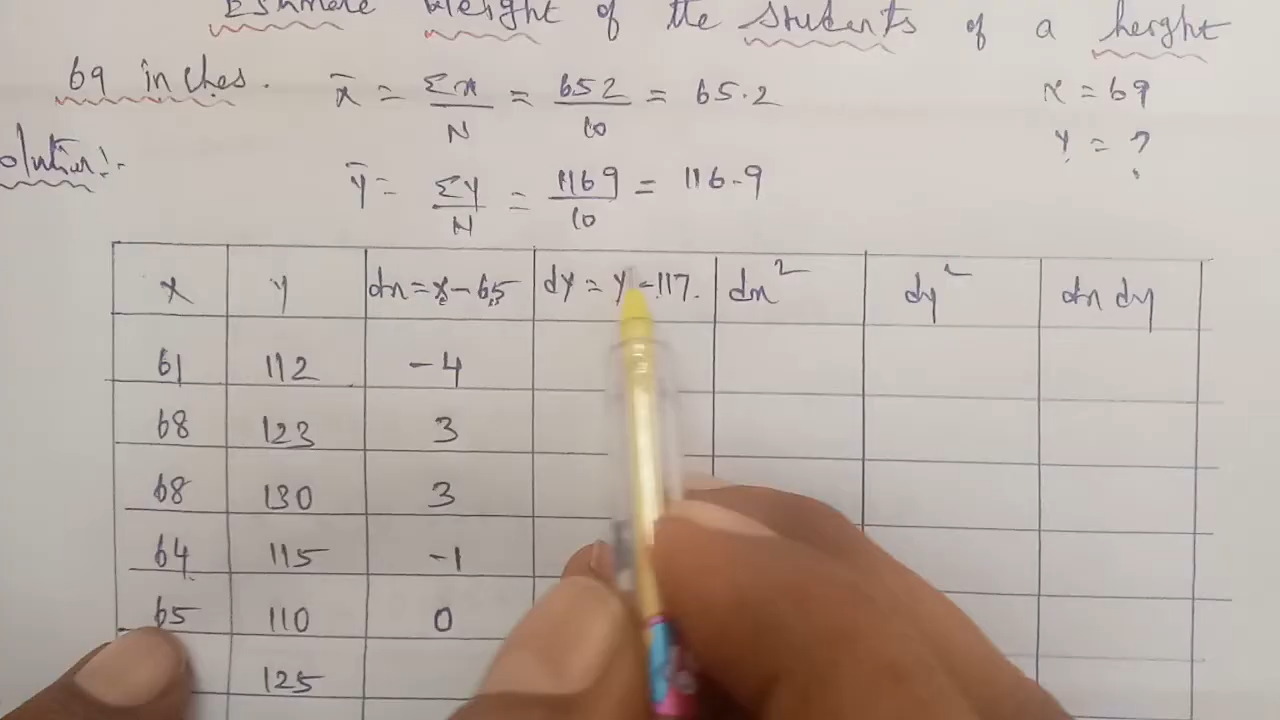 Estimate weight of the students of a height
69 inches. x̄ = Σx/N = 652/10 = 65.2 x = 69
y = ?
olution:-
ȳ = Σy/N = 1169/10 = 116.9
x y dx = x - 65 dy = y - 117. dx² dy² dx dy
61 112 -4
68 123 3
68 130 3
64 115 -1
65 110 0
125